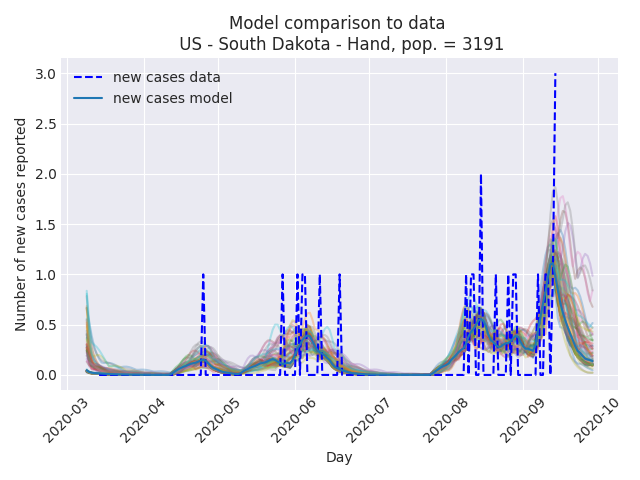 Model comparison to data
US - South Dakota - Hand, pop. = 3191
new cases data
new cases model
Number of new cases reported
3.0
2.5
2.0
1.5
1.0
0.5
0.0
2020-03
2020-04
2020-05
2020-06
2020-07
2020-08
2020-09
2020-10
Day